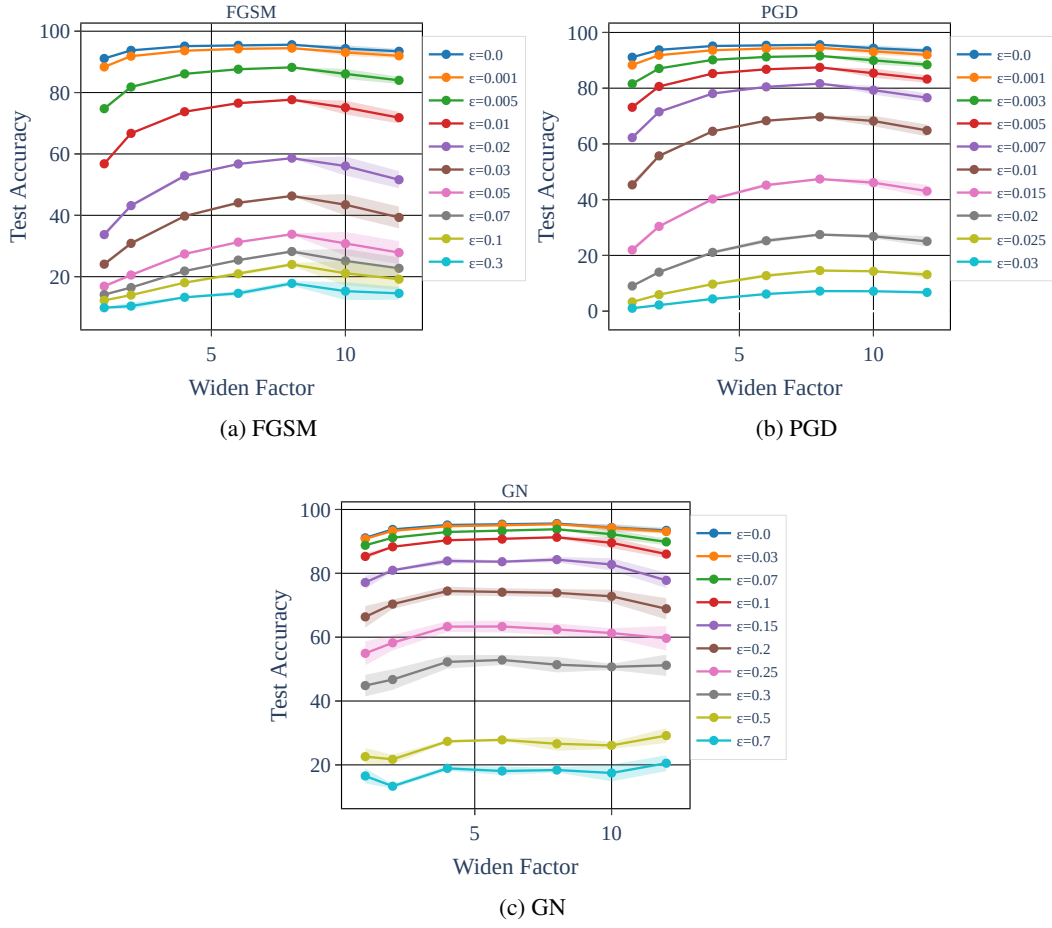 FGSM
100
80
60
40
20
5
10
Test Accuracy
Widen Factor
ε=0.0
ε=0.001
ε=0.005
ε=0.01
ε=0.02
ε=0.03
ε=0.05
ε=0.07
ε=0.1
ε=0.3
(a) FGSM
PGD
100
80
60
40
20
0
5
10
Test Accuracy
Widen Factor
ε=0.0
ε=0.001
ε=0.003
ε=0.005
ε=0.007
ε=0.01
ε=0.015
ε=0.02
ε=0.025
ε=0.03
(b) PGD
GN
100
80
60
40
20
5
10
Test Accuracy
Widen Factor
ε=0.0
ε=0.03
ε=0.07
ε=0.1
ε=0.15
ε=0.2
ε=0.25
ε=0.3
ε=0.5
ε=0.7
(c) GN